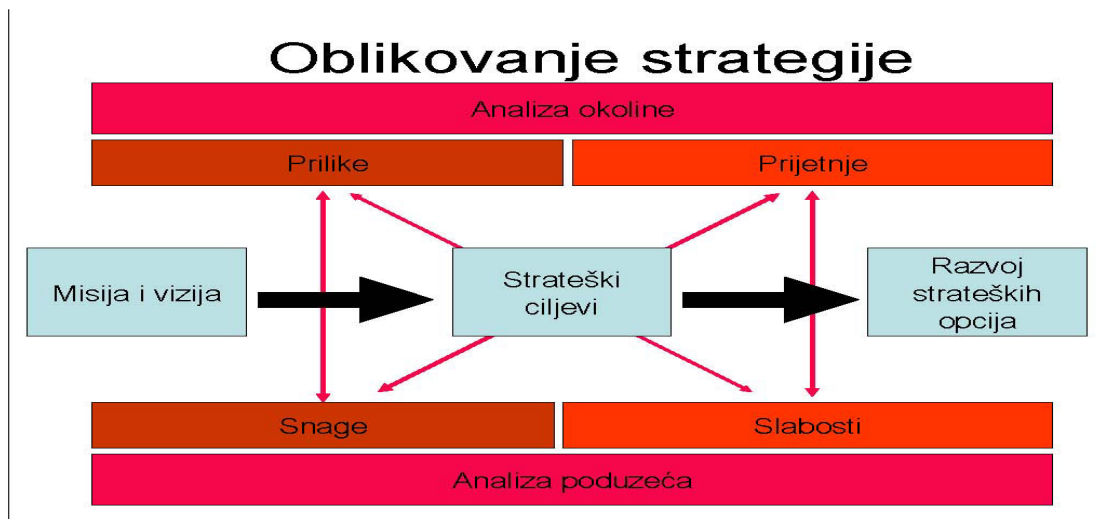 Oblikovanje strategije
Analiza okoline
Prilike
Prijetnje
Misija i vizija
Strateški
ciljevi
Razvoj
strateških
opcija
Snage
Slabosti
Analiza poduzeća